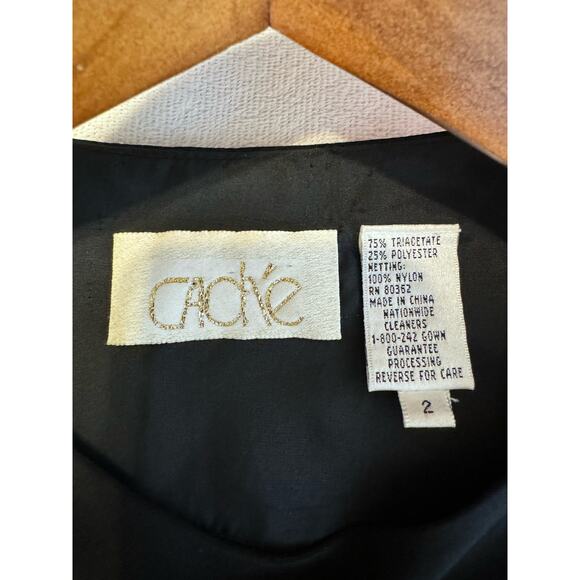 CACHÉ
75% TRIACETATE
25% POLYESTER
NETTING:
100% NYLON
RN 80362
MADE IN CHINA
NATIONWIDE
CLEANERS
1-800-242 GOWN
GUARANTEE
PROCESSING
REVERSE FOR CARE
2